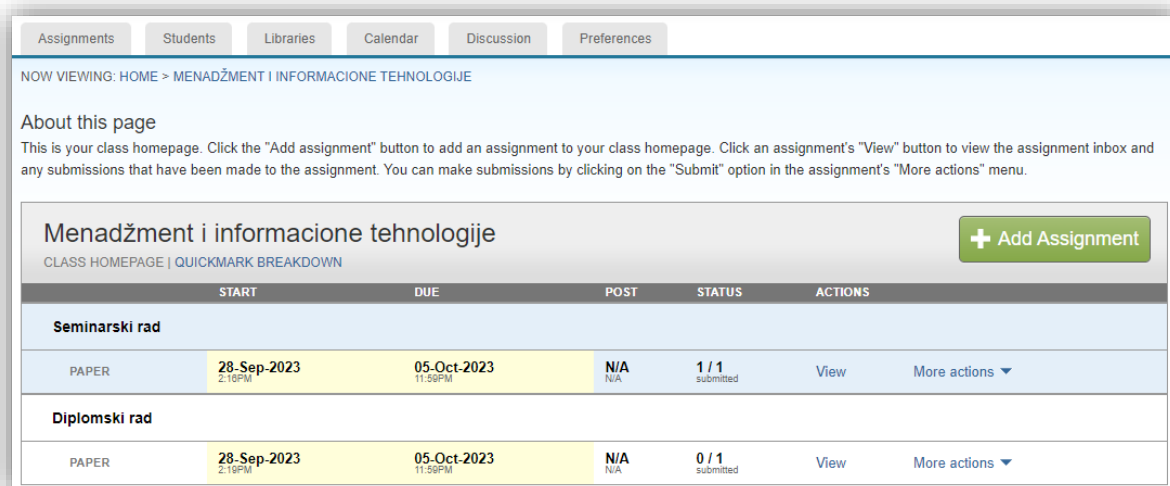 Assignments Students Libraries Calendar Discussion Preferences
NOW VIEWING: HOME > MENADŽMENT I INFORMACIONE TEHNOLOGIJE
About this page
This is your class homepage. Click the "Add assignment" button to add an assignment to your class homepage. Click an assignment's "View" button to view the assignment inbox and
any submissions that have been made to the assignment. You can make submissions by clicking on the "Submit" option in the assignment's "More actions" menu.
Menadžment i informacione tehnologije
+ Add Assignment
CLASS HOMEPAGE | QUICKMARK BREAKDOWN
START DUE POST STATUS ACTIONS
Seminarski rad
PAPER 28-Sep-2023 05-Oct-2023 N/A 1 / 1 View More actions
2:16PM 11:59PM N/A submitted
Diplomski rad
PAPER 28-Sep-2023 05-Oct-2023 N/A 0 / 1 View More actions
2:19PM 11:59PM N/A submitted